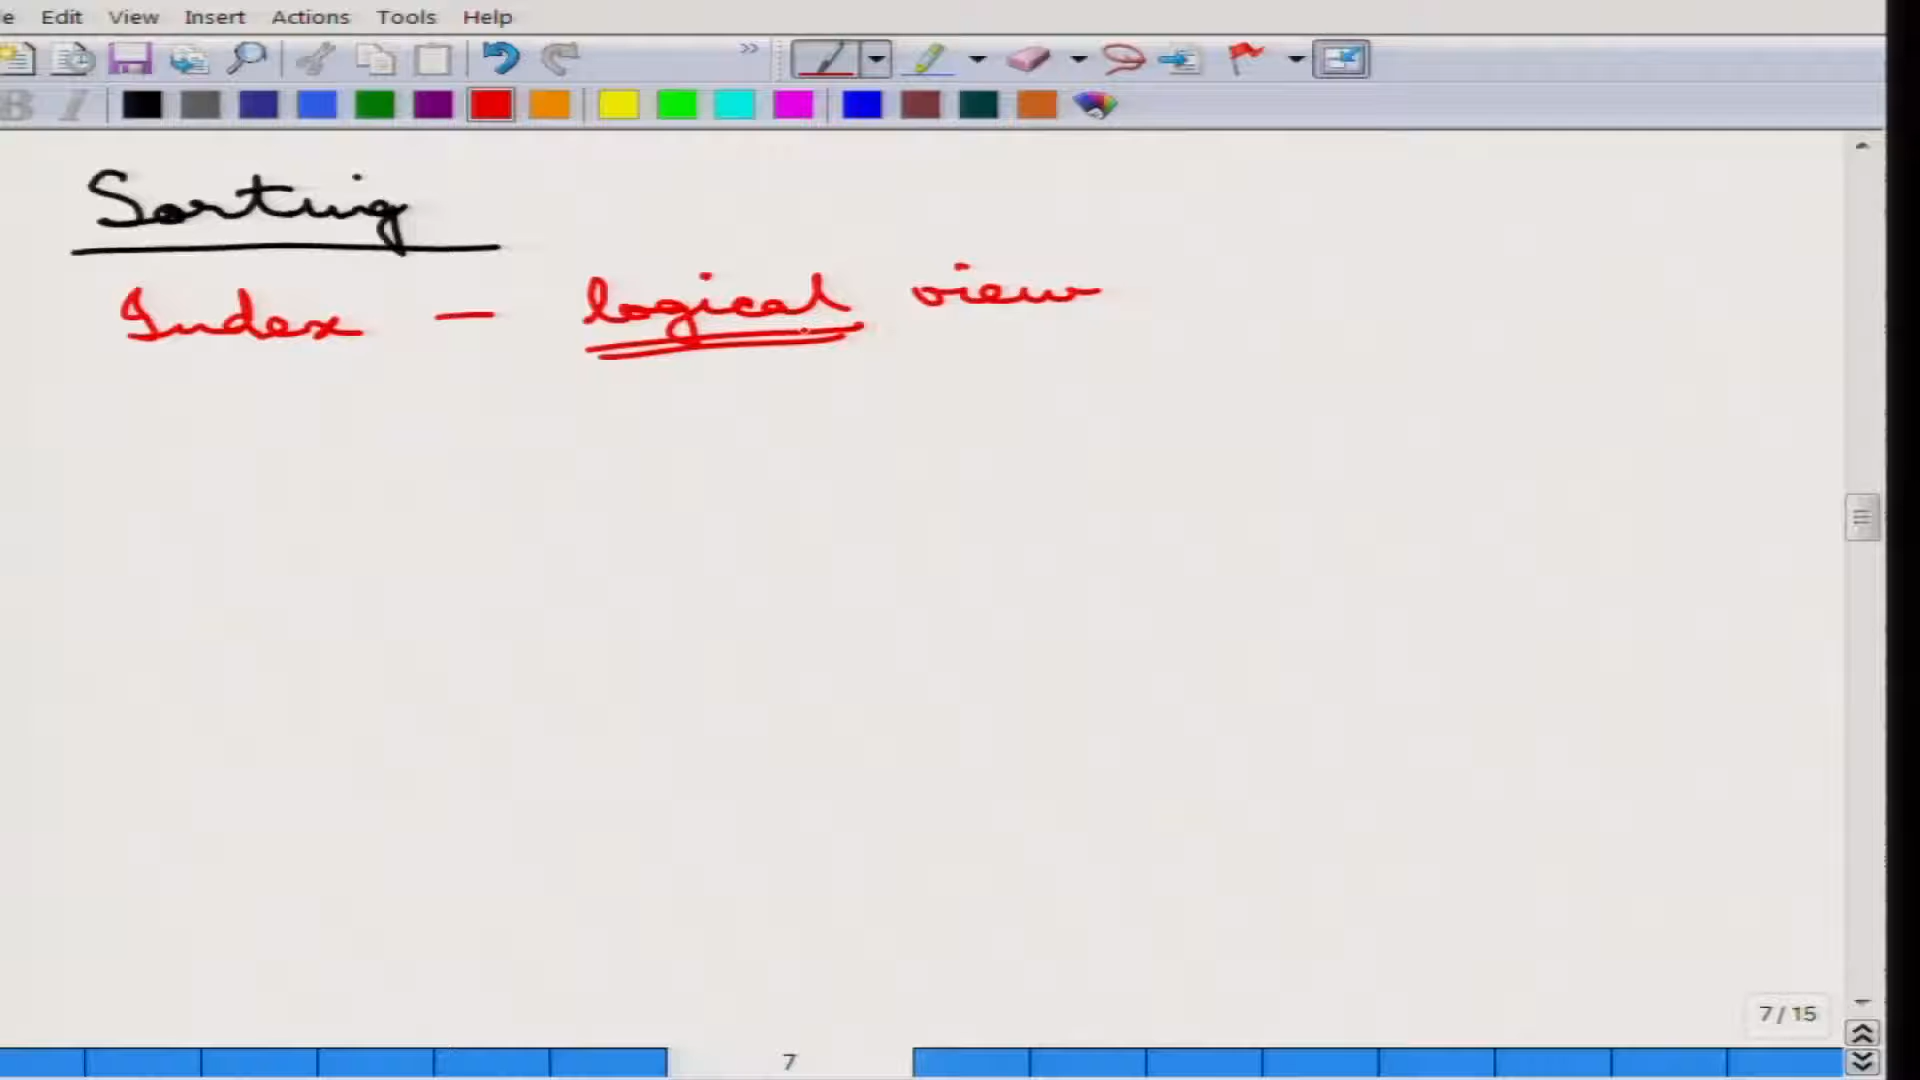 Edit View Insert Actions Tools Help
B I
Sorting
Index - logical view
7 / 15
7